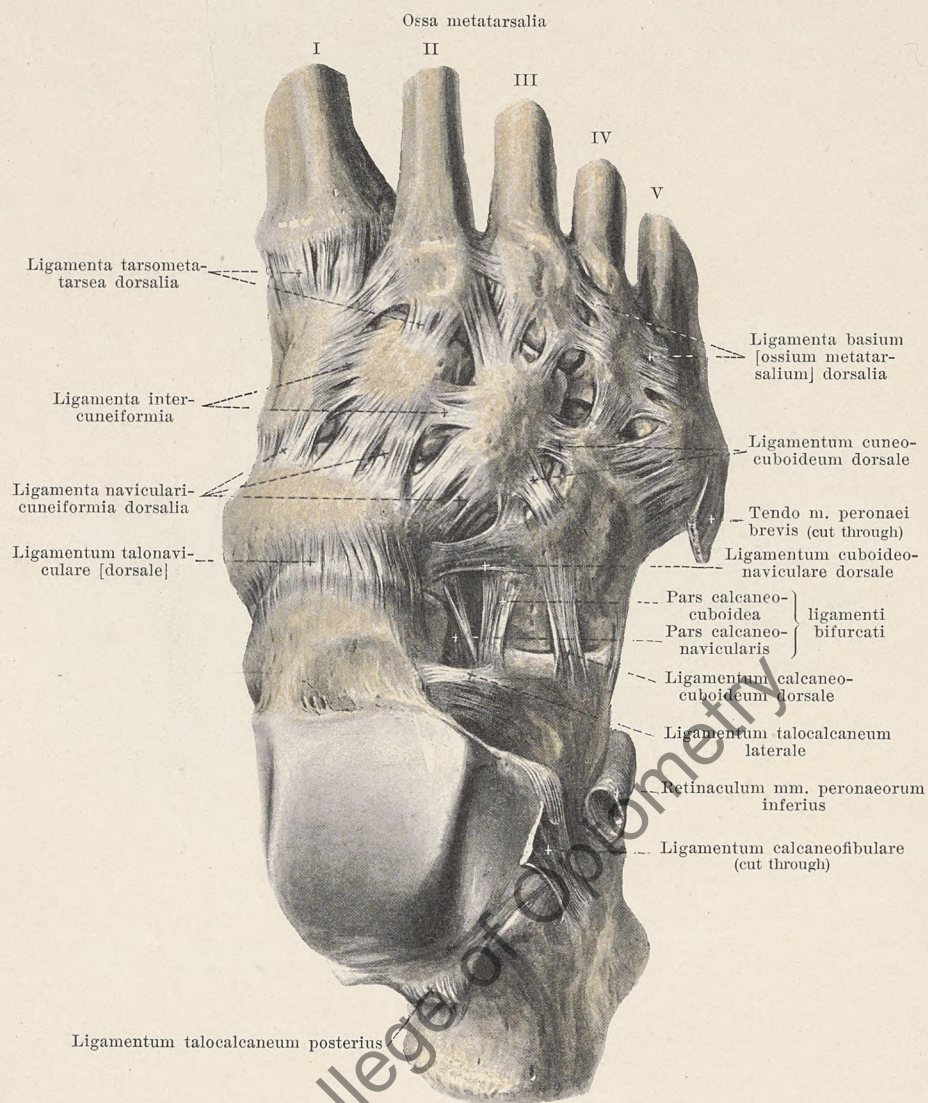 Ossa metatarsalia
I
II
III
IV
V
Ligamenta tarsometa-
tarsea dorsalia
Ligamenta inter-
cuneiformia
Ligamenta naviculari-
cuneiformia dorsalia
Ligamentum talonavi-
culare [dorsale]
Ligamenta basium
[ossium metatar-
salium] dorsalia
Ligamentum cuneo-
cuboideum dorsale
Tendo m. peronaei
brevis (cut through)
Ligamentum cuboideo-
naviculare dorsale
Pars calcaneo-
cuboidea
Pars calcaneo-
navicularis
ligamenti
bifurcati
Ligamentum calcaneo-
cuboideum dorsale
Ligamentum talocalcaneum
laterale
Retinaculum mm. peronaeorum
inferius
Ligamentum calcaneofibulare
(cut through)
Ligamentum talocalcaneum posterius
llege of Optometry